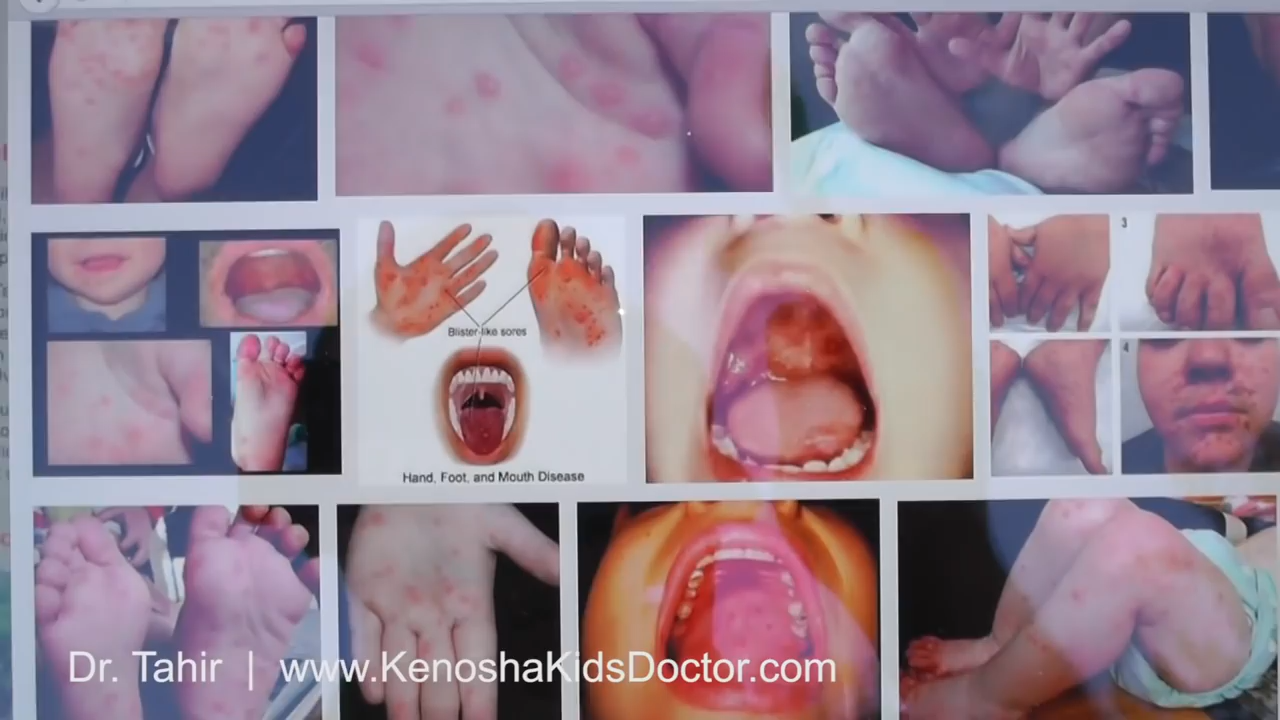 3
Blister-like sores
4
Hand, Foot, and Mouth Disease
Dr. Tahir | www.KenoshaKidsDoctor.com